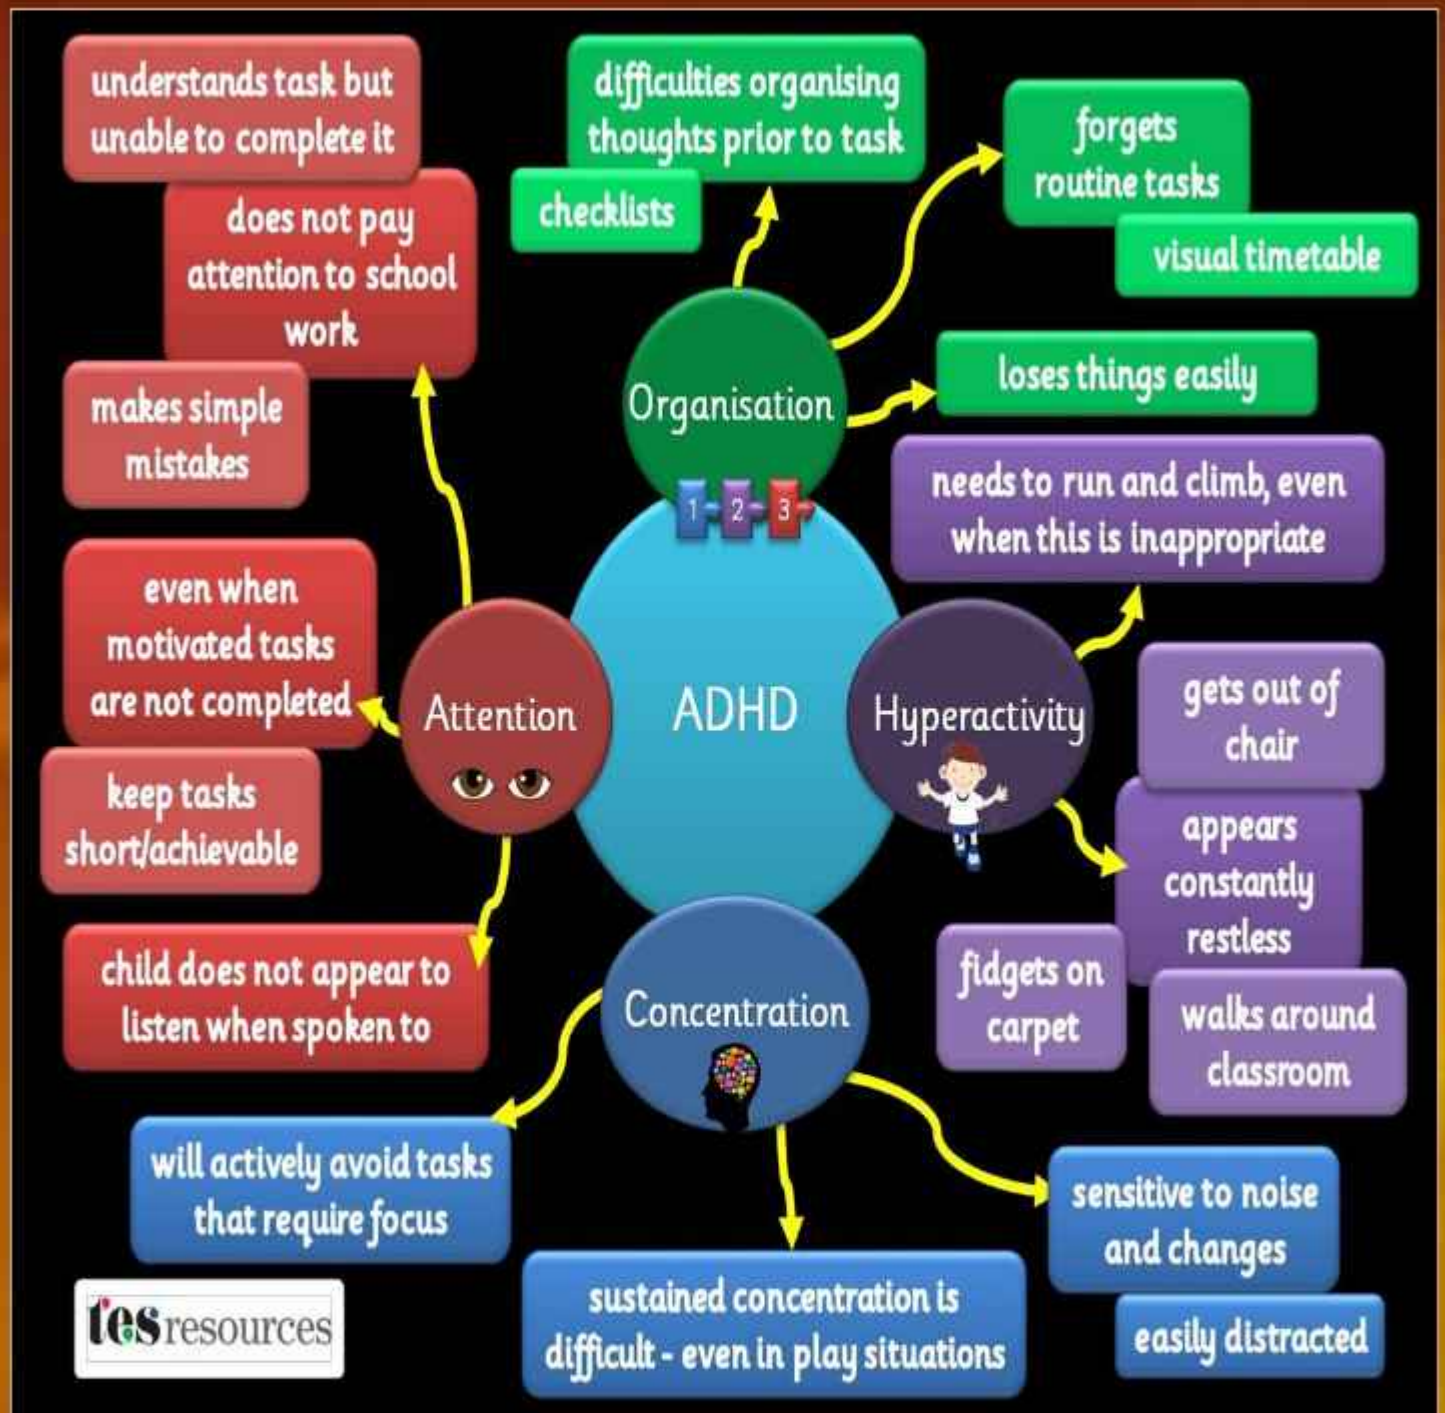 understands task but
unable to complete it
does not pay
attention to school
work
makes simple
mistakes
difficulties organising
thoughts prior to task
checklists
forgets
routine tasks
visual timetable
loses things easily
Organisation
1 2 3
needs to run and climb, even
when this is inappropriate
even when
motivated tasks
are not completed
keep tasks
short/achievable
Attention
ADHD
Hyperactivity
gets out of
chair
appears
constantly
restless
fidgets on
carpet
walks around
classroom
child does not appear to
listen when spoken to
Concentration
will actively avoid tasks
that require focus
sustained concentration is
difficult - even in play situations
sensitive to noise
and changes
easily distracted
tes resources